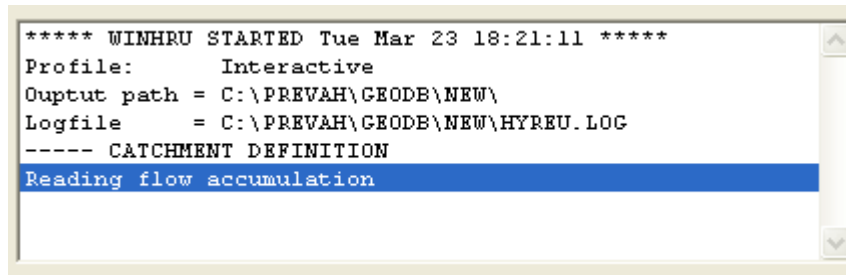 ***** WINHRU STARTED Tue Mar 23 18:21:11 *****
Profile:       Interactive
Ouptut path = C:\PREVAH\GEODB\NEW\
Logfile     = C:\PREVAH\GEODB\NEW\HYREU.LOG
----- CATCHMENT DEFINITION
Reading flow accumulation